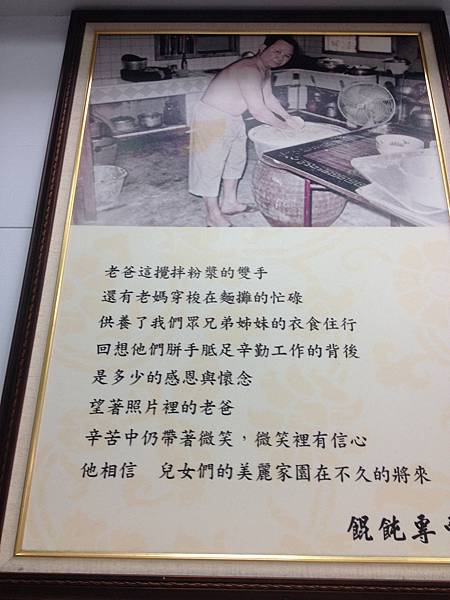 老爸這攪拌粉漿的雙手
還有老媽穿梭在麵攤的忙碌
供養了我們眾兄弟姊妹的衣食住行
回想他們胼手胝足辛勤工作的背後
是多少的感恩與懷念
望著照片裡的老爸
辛苦中仍帶著微笑，微笑裡有信心
他相信　兒女們的美麗家園在不久的將來
餛飩專